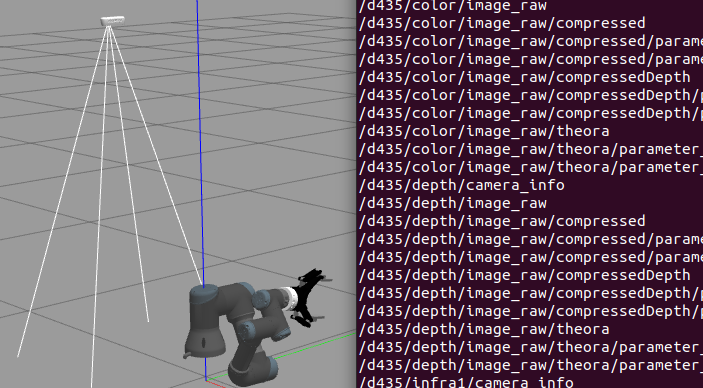 /d435/color/image_raw
/d435/color/image_raw/compressed
/d435/color/image_raw/compressed/parame
/d435/color/image_raw/compressed/parame
/d435/color/image_raw/compressedDepth
/d435/color/image_raw/compressedDepth/p
/d435/color/image_raw/compressedDepth/p
/d435/color/image_raw/theora
/d435/color/image_raw/theora/parameter_
/d435/color/image_raw/theora/parameter_
/d435/depth/camera_info
/d435/depth/image_raw
/d435/depth/image_raw/compressed
/d435/depth/image_raw/compressed/parame
/d435/depth/image_raw/compressed/parame
/d435/depth/image_raw/compressedDepth
/d435/depth/image_raw/compressedDepth/p
/d435/depth/image_raw/compressedDepth/p
/d435/depth/image_raw/theora
/d435/depth/image_raw/theora/parameter_
/d435/depth/image_raw/theora/parameter_
/d435/infra1/camera_info